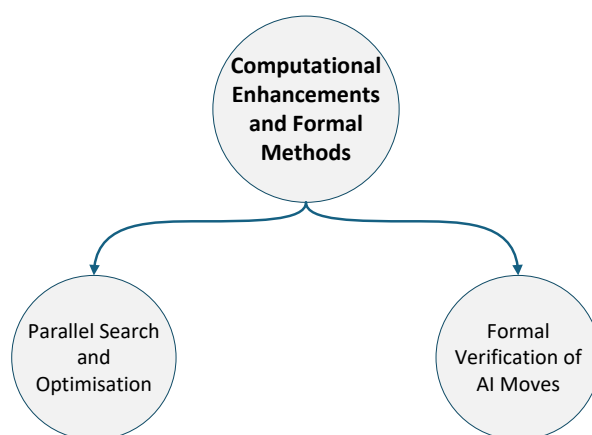 Computational
Enhancements
and Formal
Methods
Parallel Search
and
Optimisation
Formal
Verification of
AI Moves